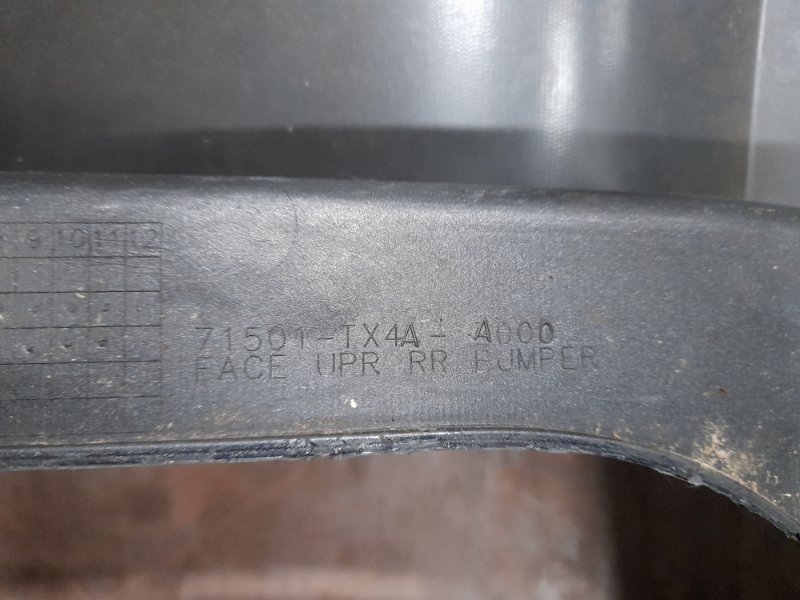 9 10 11 12
71501-TX4A- A000
FACE UPR RR BUMPER